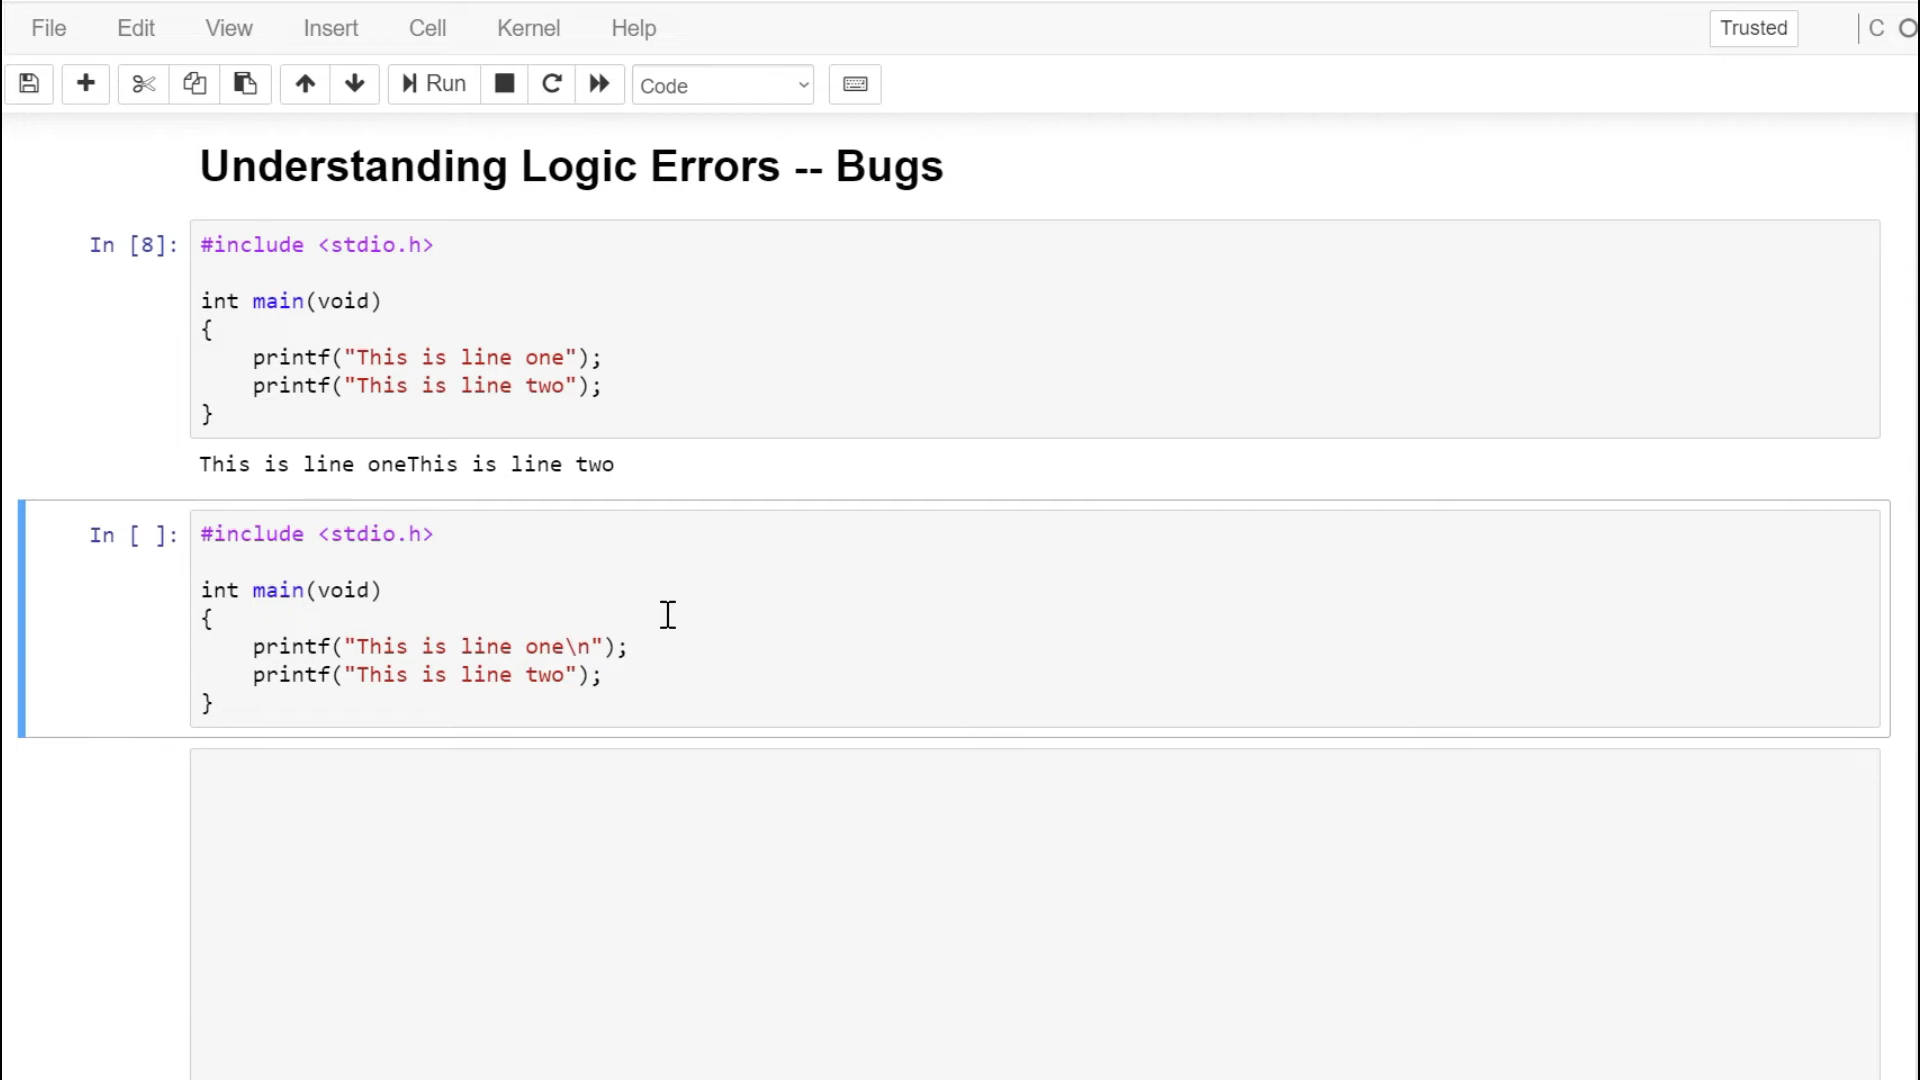 File Edit View Insert Cell Kernel Help Trusted C
Run Code
Understanding Logic Errors -- Bugs
In [8]: #include <stdio.h>
int main(void)
{
printf("This is line one");
printf("This is line two");
}
This is line oneThis is line two
In [ ]: #include <stdio.h>
int main(void)
{
printf("This is line one\n");
printf("This is line two");
}